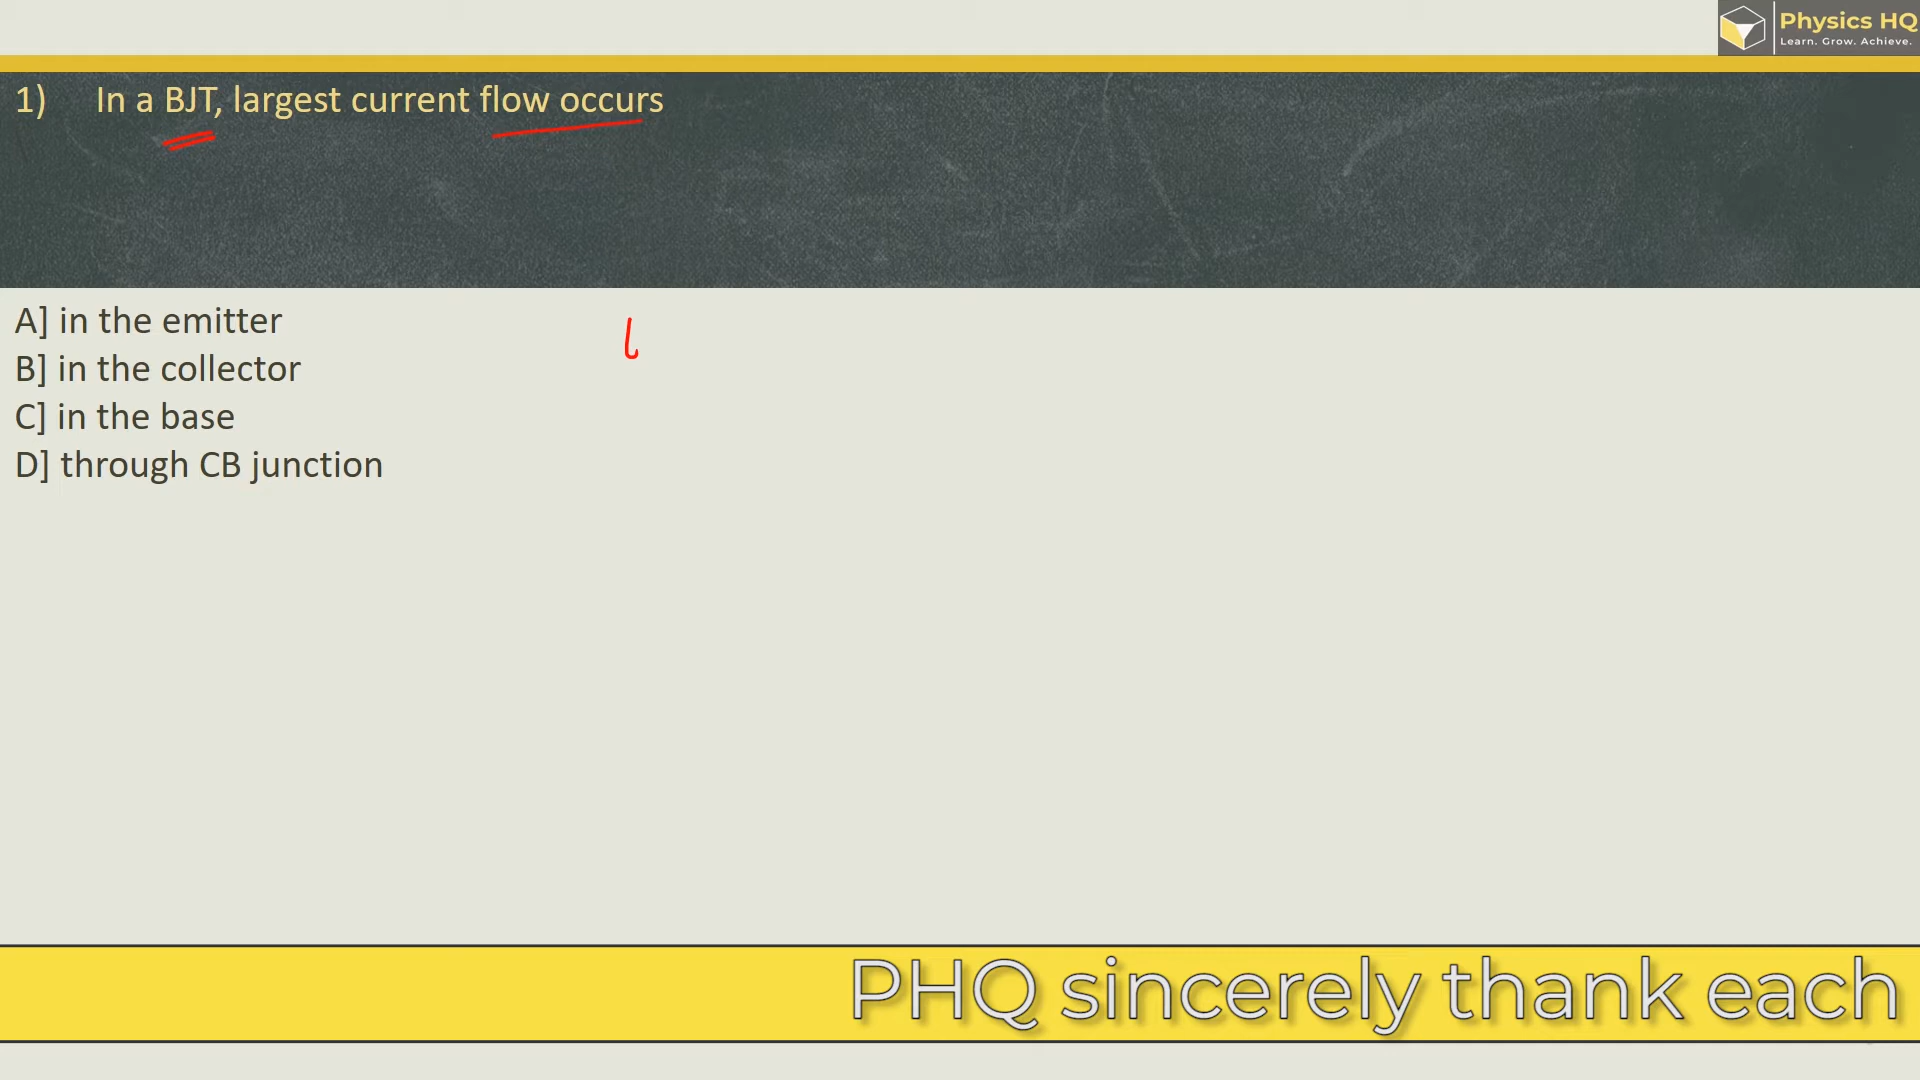 Physics HQ
Learn. Grow. Achieve.
1) In a BJT, largest current flow occurs
A] in the emitter
B] in the collector
C] in the base
D] through CB junction
PHQ sincerely thank each